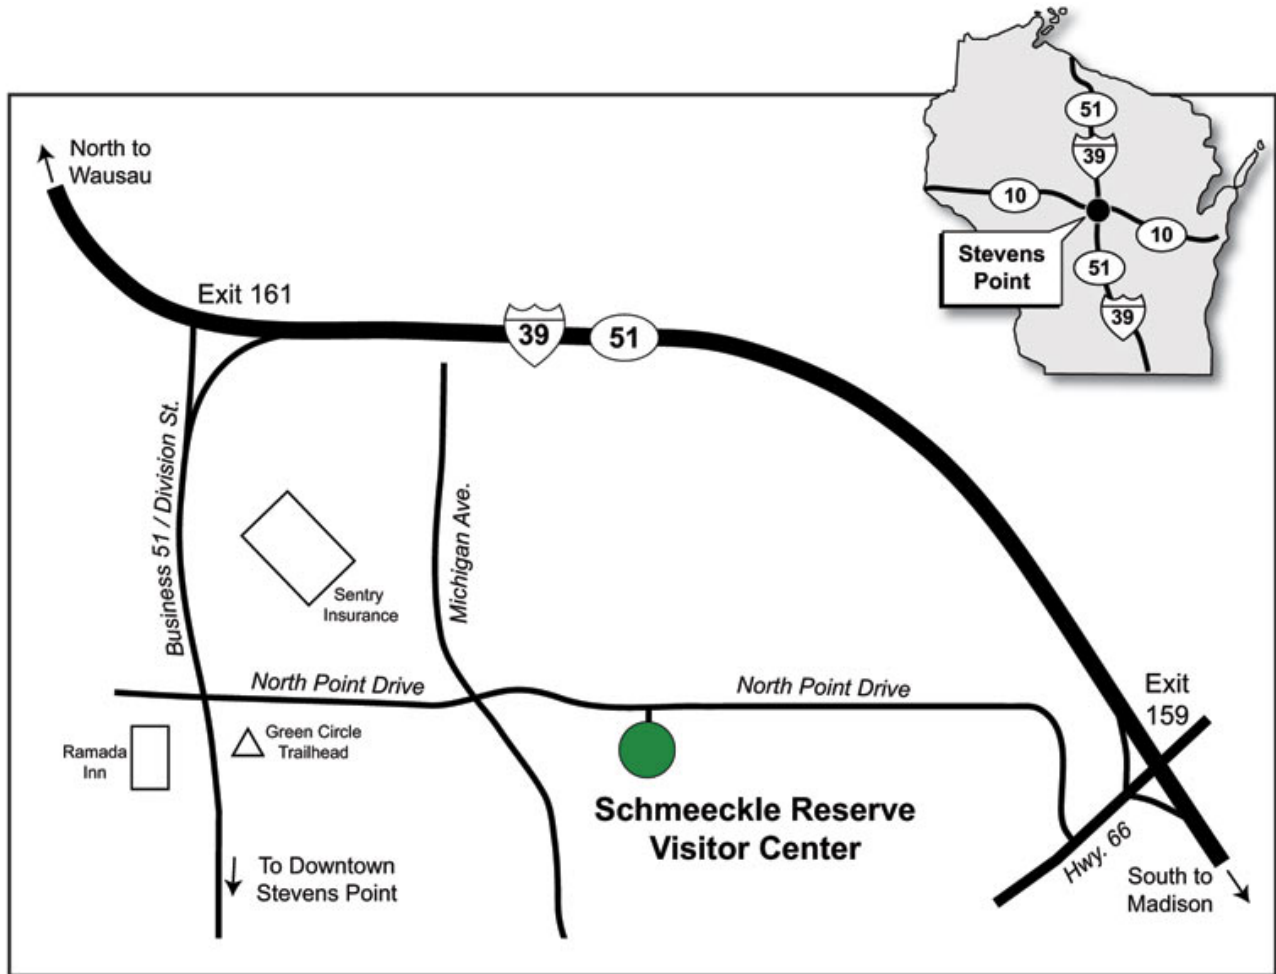 North to
Wausau
Exit 161
39
51
51
39
10
10
Stevens
Point
51
39
Business 51 / Division St.
Michigan Ave.
Sentry
Insurance
North Point Drive
North Point Drive
Exit
159
Ramada
Inn
Green Circle
Trailhead
Schmeeckle Reserve
Visitor Center
Hwy. 66
To Downtown
Stevens Point
South to
Madison